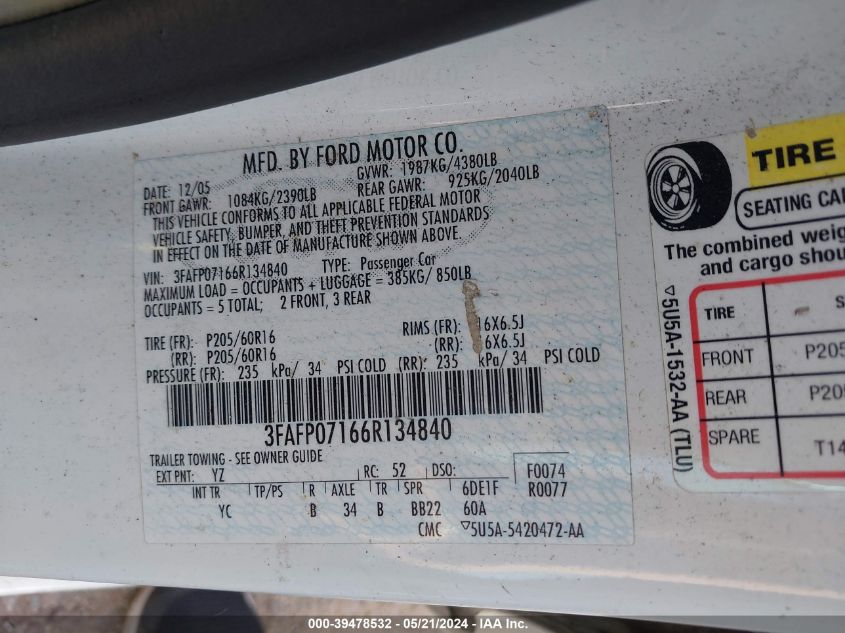 MFD. BY FORD MOTOR CO.
DATE: 12/05 GVWR: 1987KG/4380LB
FRONT GAWR: 1084KG/2390LB REAR GAWR: 925KG/2040LB
THIS VEHICLE CONFORMS TO ALL APPLICABLE FEDERAL MOTOR
VEHICLE SAFETY, BUMPER, AND THEFT PREVENTION STANDARDS
IN EFFECT ON THE DATE OF MANUFACTURE SHOWN ABOVE.
VIN: 3FAFP07166R134840 TYPE: Passenger Car
MAXIMUM LOAD = OCCUPANTS + LUGGAGE = 385KG/ 850LB
OCCUPANTS = 5 TOTAL; 2 FRONT, 3 REAR
TIRE (FR): P205/60R16 RIMS (FR): 16X6.5J
(RR): P205/60R16 (RR): 16X6.5J
PRESSURE (FR): 235 kPa/ 34 PSI COLD (RR): 235 kPa/ 34 PSI COLD
3FAFP07166R134840
TRAILER TOWING - SEE OWNER GUIDE
EXT PNT: YZ RC: 52 DSO: F0074
INT TR TP/PS R AXLE TR SPR 6DE1F R0077
YC B 34 B BB22 60A
CMC ▽5U5A-5420472-AA
TIRE
SEATING CA
The combined weig
and cargo shou
▽5U5A-1532-AA (TLU)
TIRE S
FRONT P205
REAR P205
SPARE T14
000-39478532 - 05/21/2024 - IAA Inc.